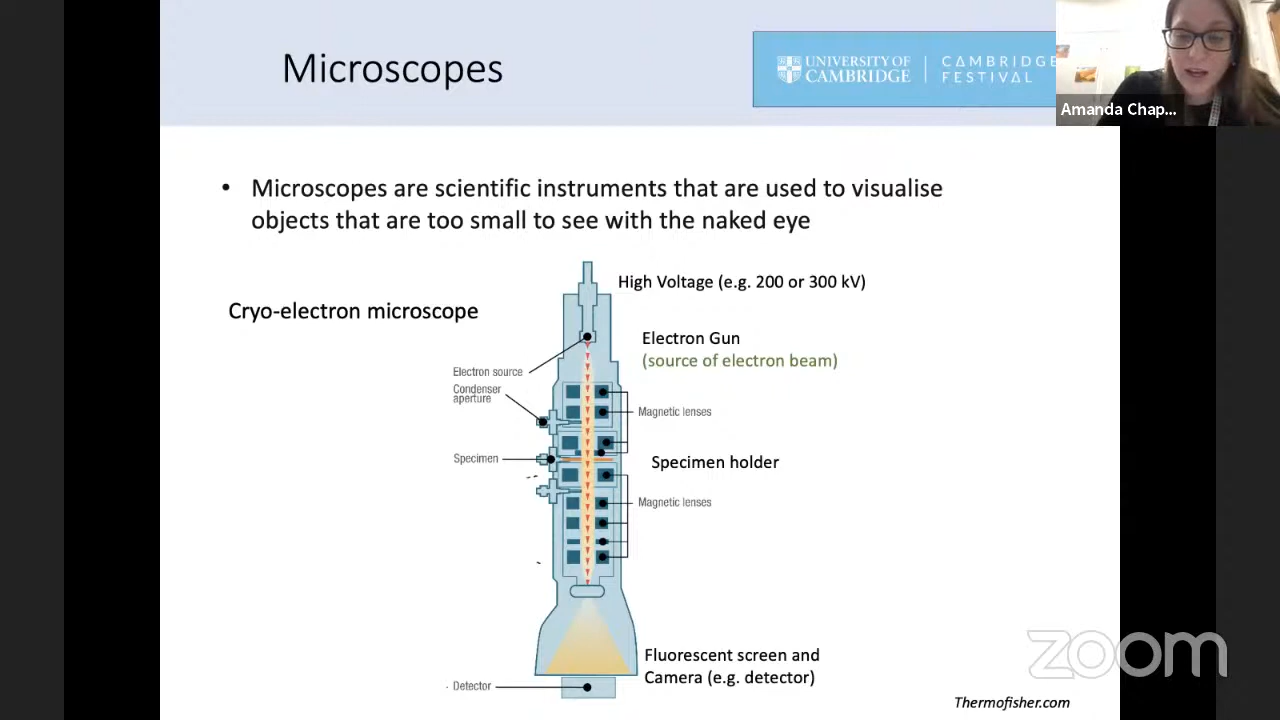 Microscopes
UNIVERSITY OF
CAMBRIDGE
CAMBRIDGE
FESTIVAL
Amanda Chap...
• Microscopes are scientific instruments that are used to visualise
objects that are too small to see with the naked eye
High Voltage (e.g. 200 or 300 kV)
Cryo-electron microscope
Electron Gun
(source of electron beam)
Electron source
Condenser
aperture
Magnetic lenses
Specimen
Specimen holder
Magnetic lenses
Fluorescent screen and
Camera (e.g. detector)
Detector
zoom
Thermofisher.com